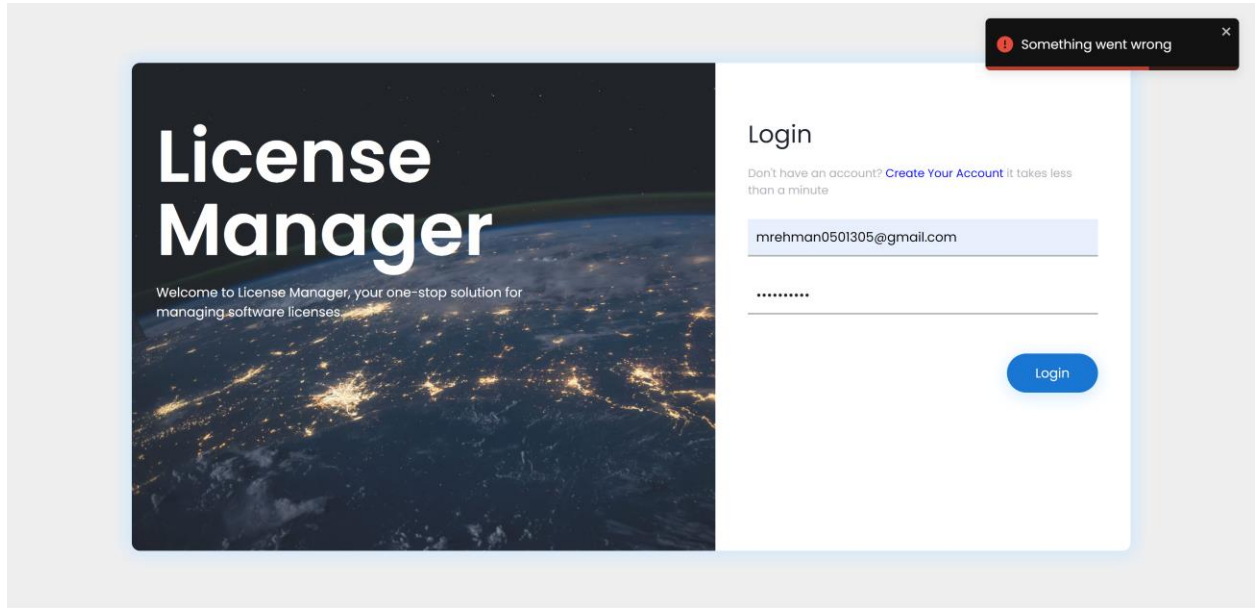 Something went wrong
License
Manager
Welcome to License Manager, your one-stop solution for
managing software licenses.
Login
Don't have an account? Create Your Account it takes less
than a minute
mrehman0501305@gmail.com
••••••••••
Login